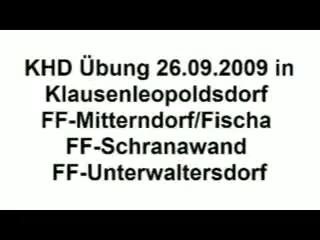 KHD Übung 26.09.2009 in
Klausenleopoldsdorf
FF-Mitterndorf/Fischa
FF-Schranawand
FF-Unterwaltersdorf